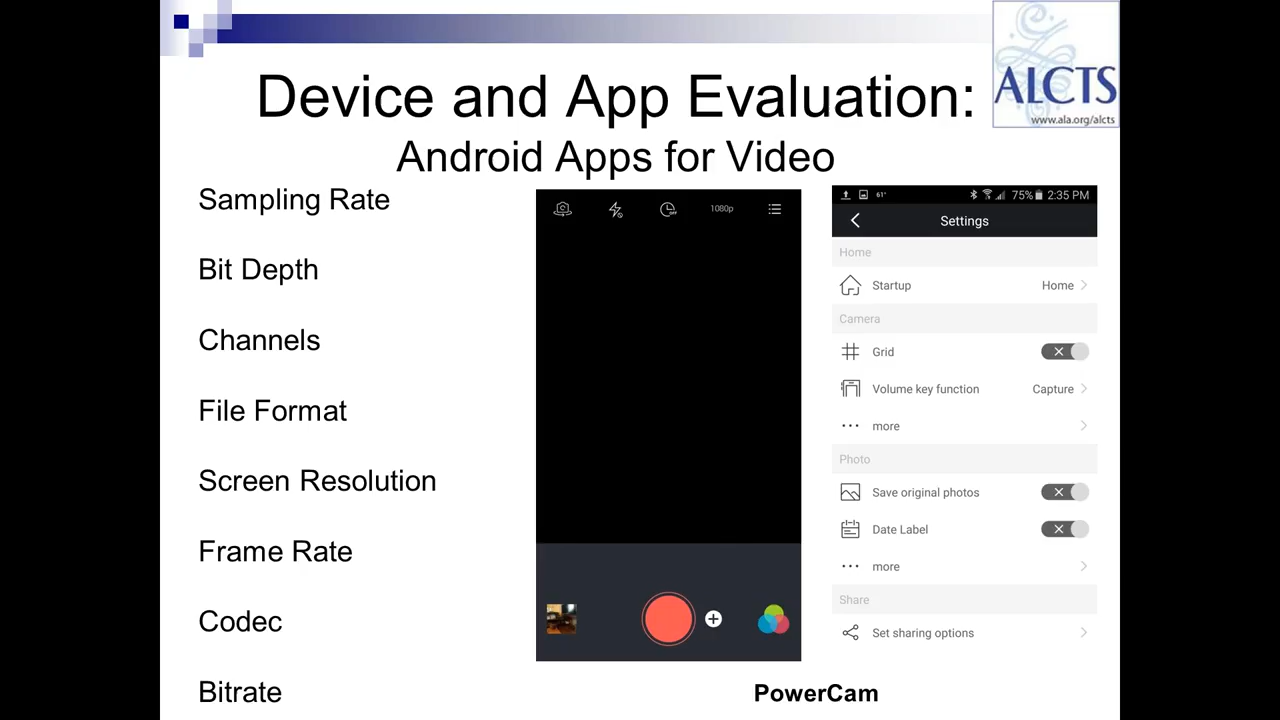 ALCTS
www.ala.org/alcts
Device and App Evaluation:
Android Apps for Video
Sampling Rate
Bit Depth
Channels
File Format
Screen Resolution
Frame Rate
Codec
Bitrate
OFF
1080p
61°
75% 2:35 PM
Settings
Home
Startup Home
Camera
Grid
Volume key function Capture
more
Photo
Save original photos
Date Label
more
Share
Set sharing options
PowerCam